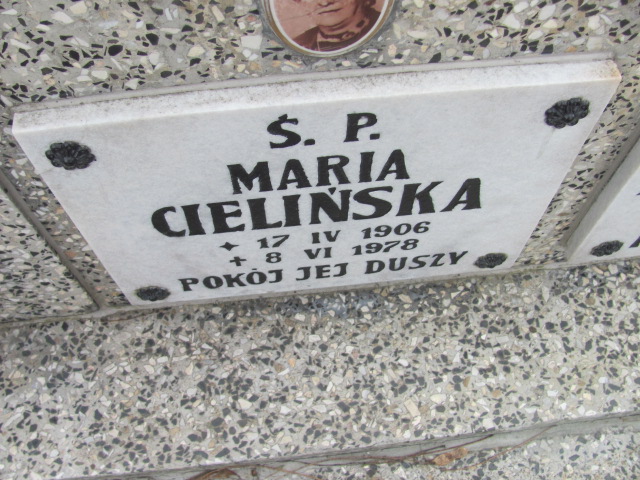 Ś. P.
MARIA
CIELIŃSKA
✦ 17 IV 1906
+ 8 VI 1978
POKÓJ JEJ DUSZY